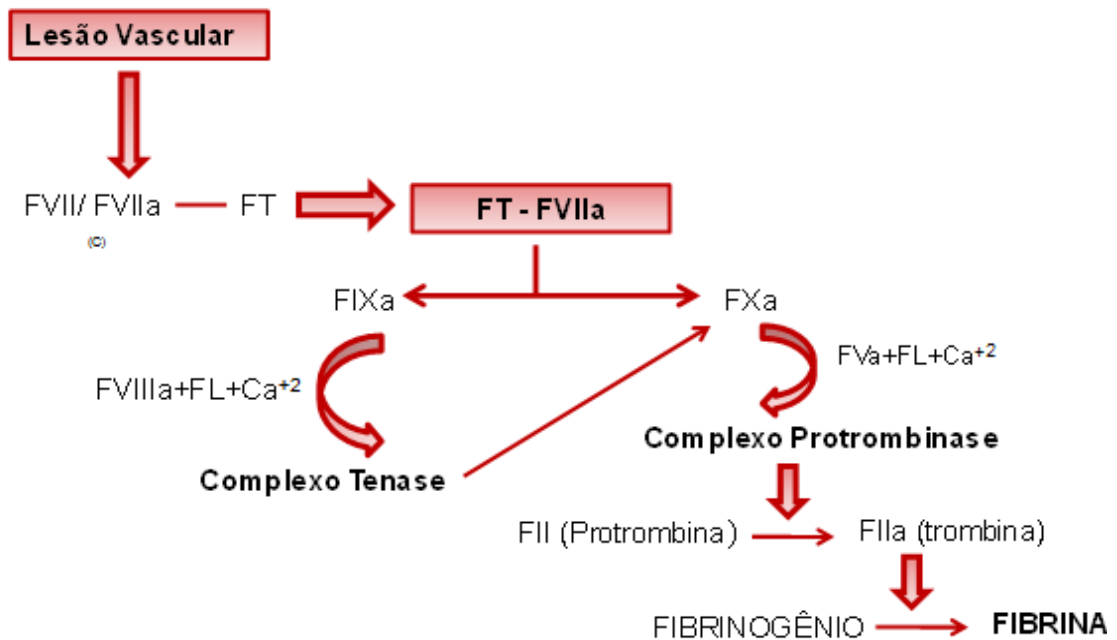 Lesão Vascular
FVII/ FVIIa
FT
(C)
FT - FVIIa
FIXa
FXa
FVIIIa+FL+Ca⁺²
FVa+FL+Ca⁺²
Complexo Tenase
Complexo Protrombinase
FII (Protrombina)
FIIa (trombina)
FIBRINOGÊNIO
FIBRINA